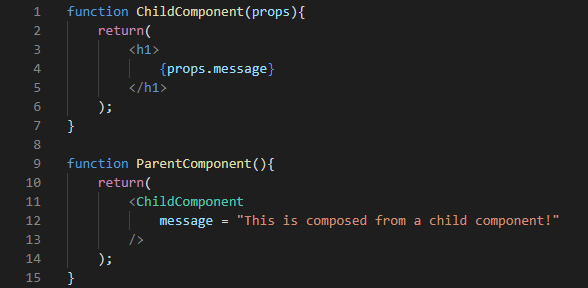 1 function ChildComponent(props){
2     return(
3         <h1>
4             {props.message}
5         </h1>
6     );
7 }
8
9 function ParentComponent(){
10     return(
11         <ChildComponent
12             message = "This is composed from a child component!"
13         />
14     );
15 }